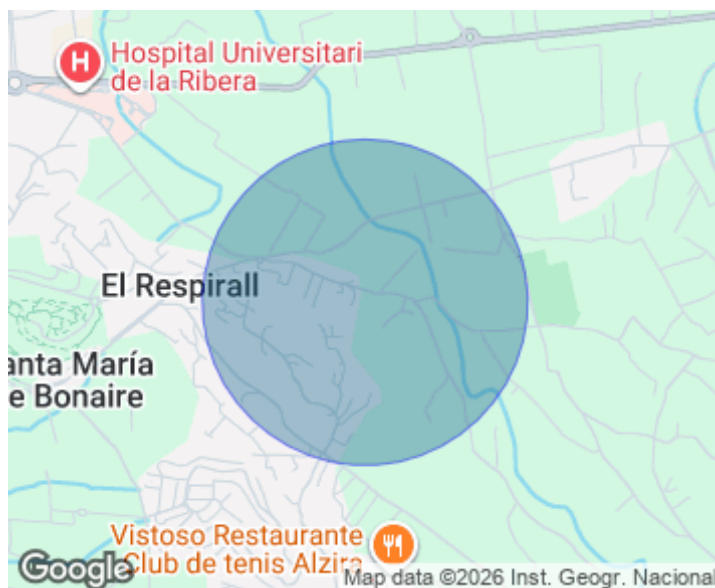 H
Hospital Universitari
de la Ribera
El Respirall
anta María
e Bonaire
Vistoso Restaurante
Club de tenis Alzira
Google
Map data ©2026 Inst. Geogr. Nacional